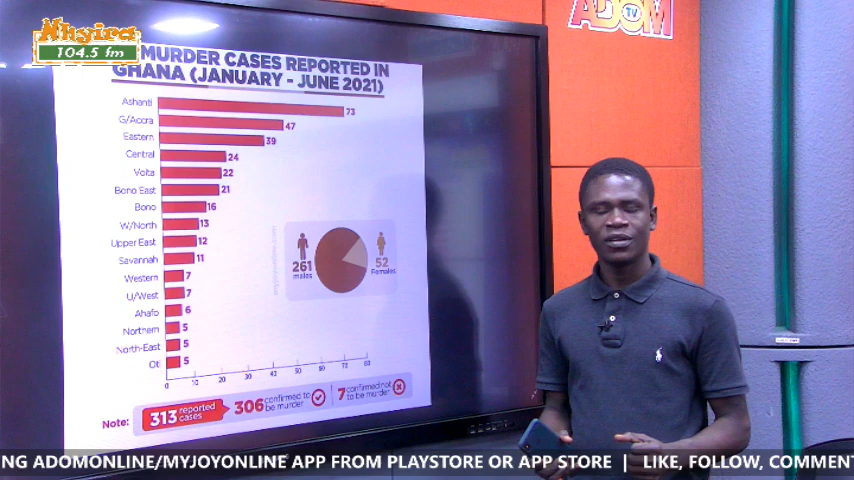 Nhyira
104.5 fm
ADOM
TV
MURDER CASES REPORTED IN
GHANA (JANUARY - JUNE 2021)
Ashanti 73
G/Accra 47
Eastern 39
Central 24
Volta 22
Bono East 21
Bono 16
W/North 13
Upper East 12
Savannah 11
Western 7
U/West 7
Ahafo 6
Northern 5
North-East 5
Oti 5
0 10 20 30 40 50 60 70 80
261
males
52
Females
myjoyonline.com
Note: 313 reported cases 306 confirmed to be murder 7 confirmed not to be murder
NG ADOMONLINE/MYJOYONLINE APP FROM PLAYSTORE OR APP STORE | LIKE, FOLLOW, COMMENT